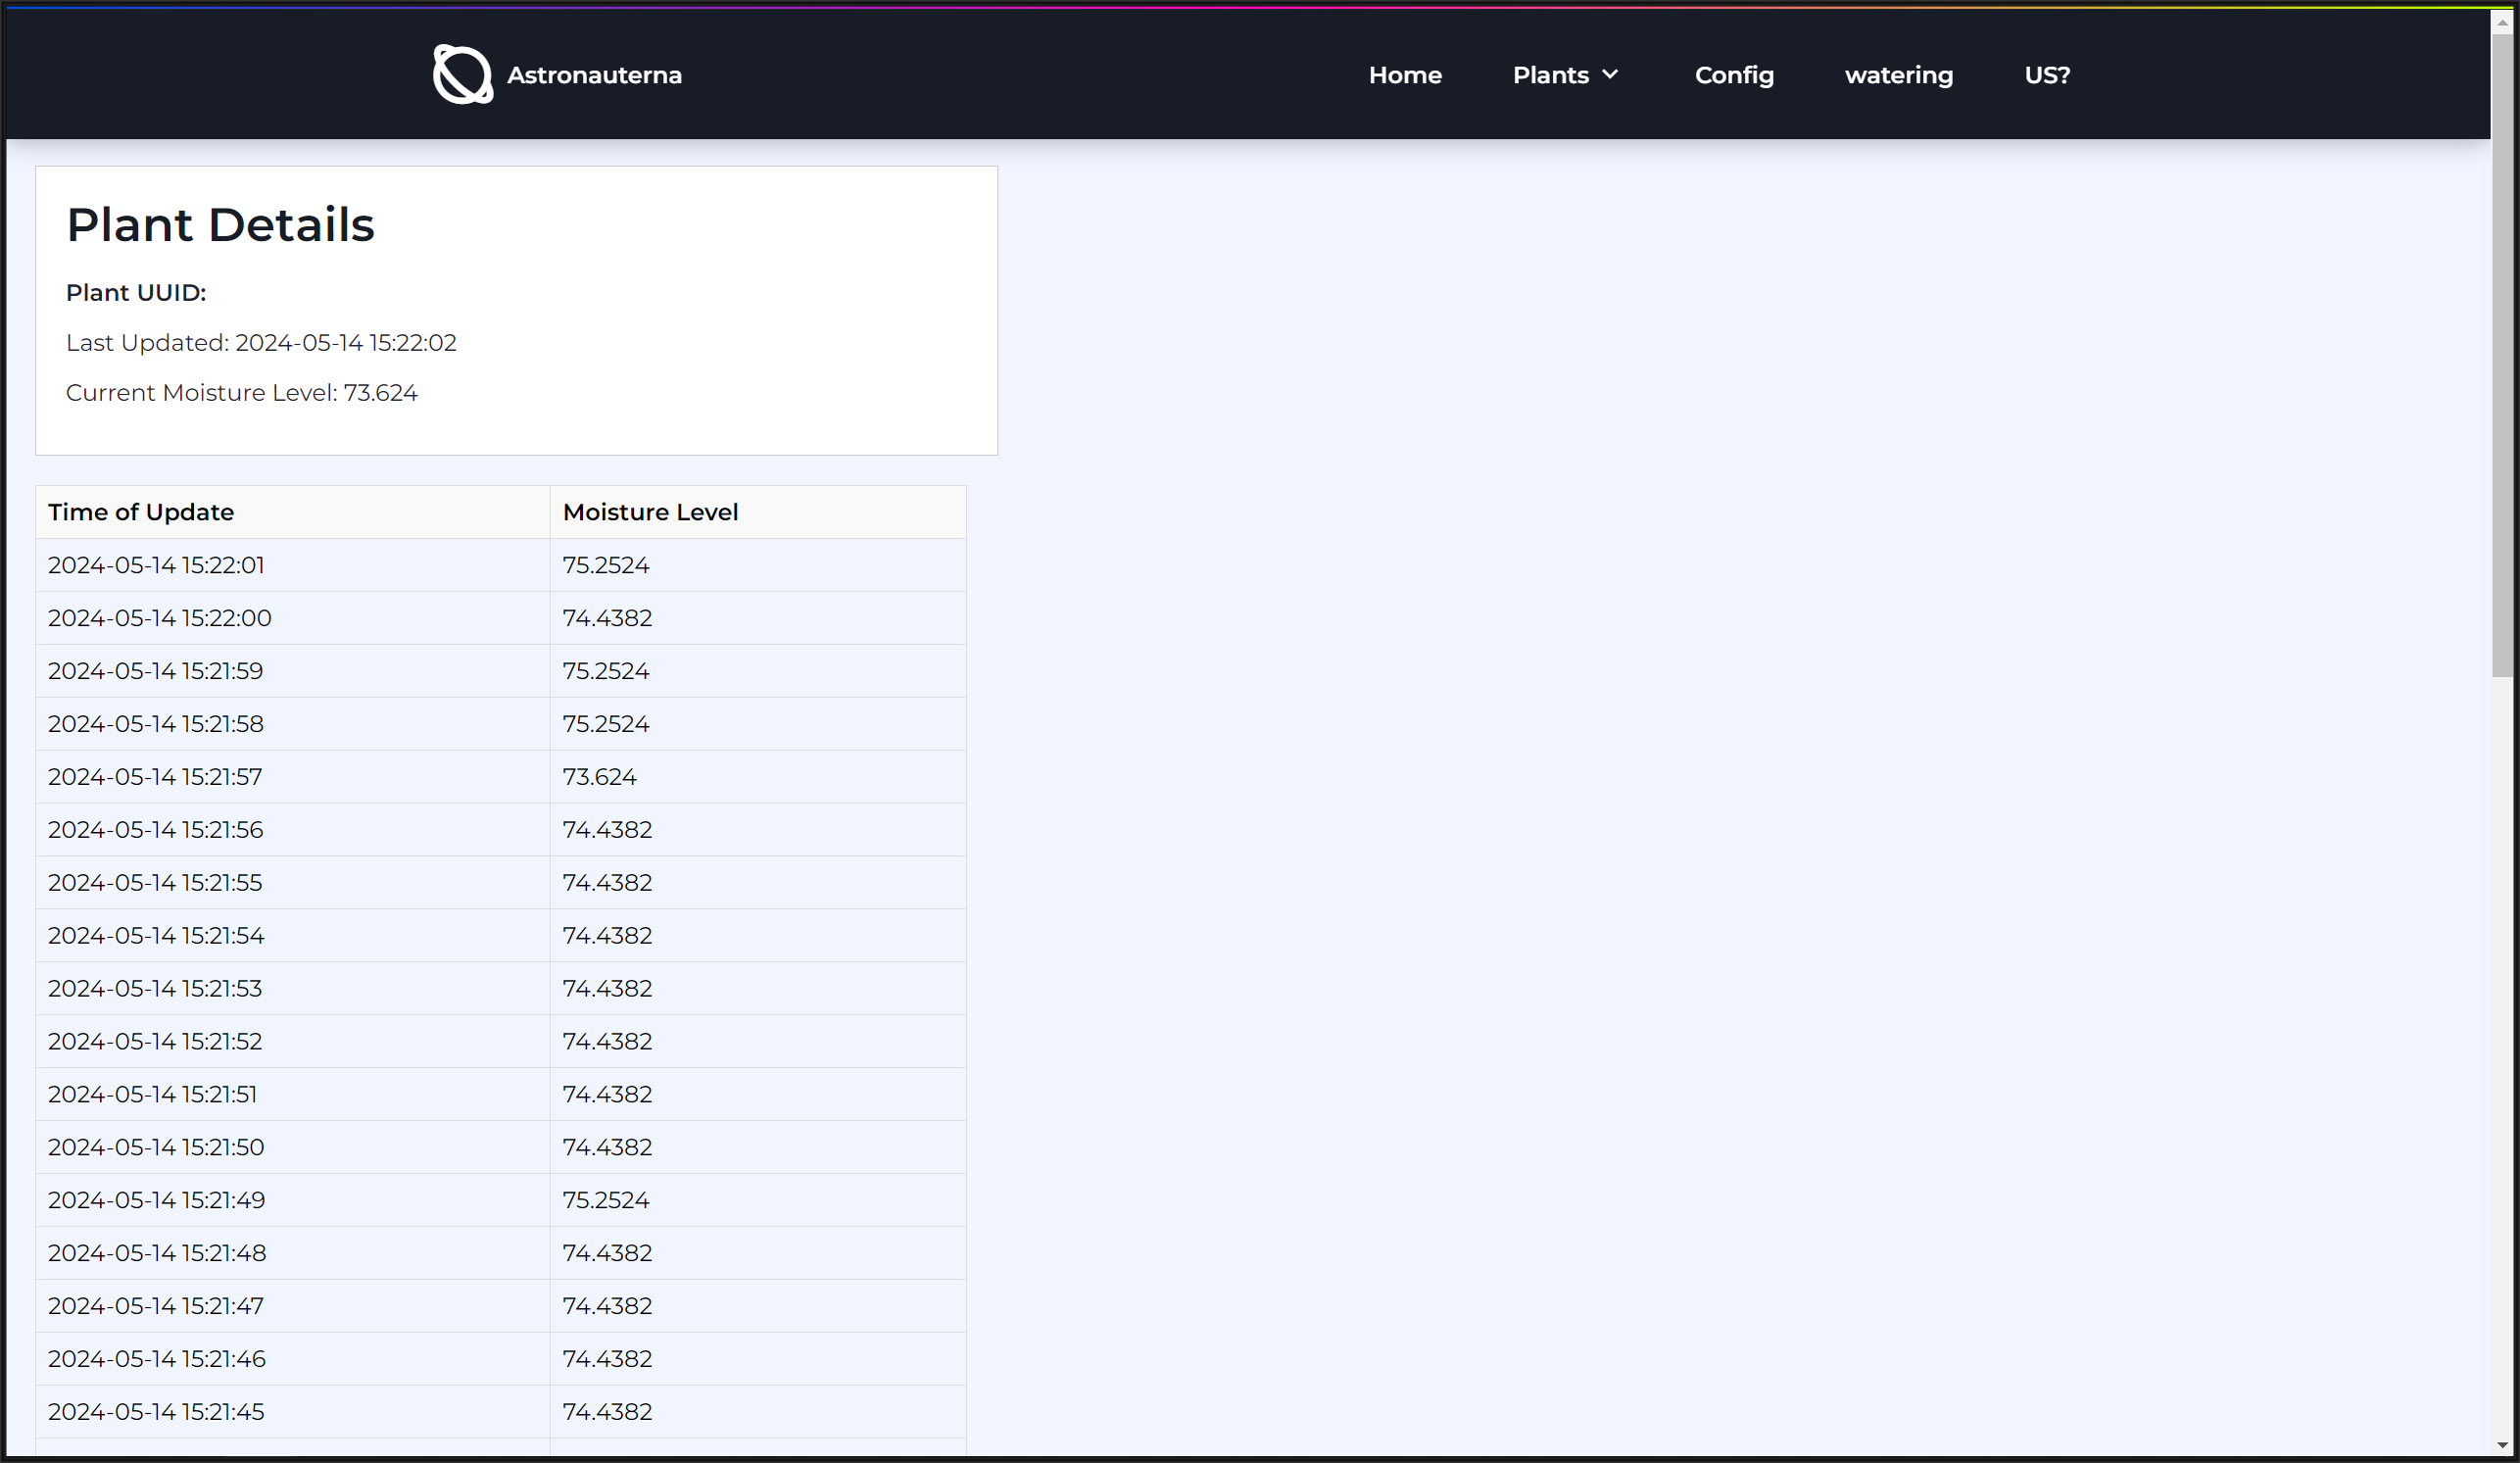 Astronauterna Home Plants Config watering US?
Plant Details
Plant UUID:
Last Updated: 2024-05-14 15:22:02
Current Moisture Level: 73.624
Time of Update Moisture Level
2024-05-14 15:22:01 75.2524
2024-05-14 15:22:00 74.4382
2024-05-14 15:21:59 75.2524
2024-05-14 15:21:58 75.2524
2024-05-14 15:21:57 73.624
2024-05-14 15:21:56 74.4382
2024-05-14 15:21:55 74.4382
2024-05-14 15:21:54 74.4382
2024-05-14 15:21:53 74.4382
2024-05-14 15:21:52 74.4382
2024-05-14 15:21:51 74.4382
2024-05-14 15:21:50 74.4382
2024-05-14 15:21:49 75.2524
2024-05-14 15:21:48 74.4382
2024-05-14 15:21:47 74.4382
2024-05-14 15:21:46 74.4382
2024-05-14 15:21:45 74.4382